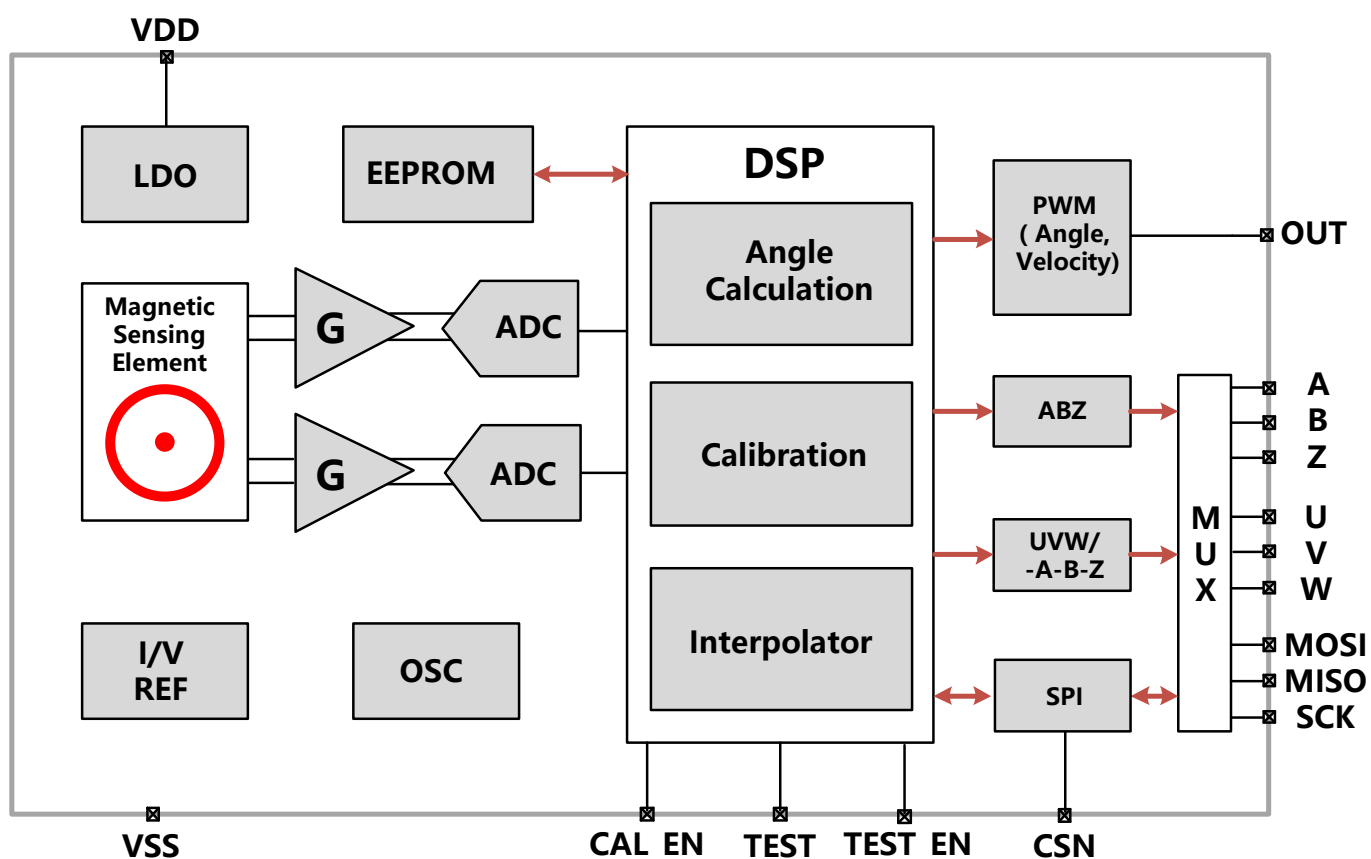 VDD
LDO
EEPROM
DSP
PWM
( Angle,
Velocity)
OUT
Angle
Calculation
Magnetic
Sensing
Element
G
ADC
ABZ
A
B
Z
Calibration
G
ADC
M
U
X
UVW/
-A-B-Z
U
V
W
I/V
REF
OSC
Interpolator
SPI
MOSI
MISO
SCK
VSS
CAL EN
TEST
TEST EN
CSN